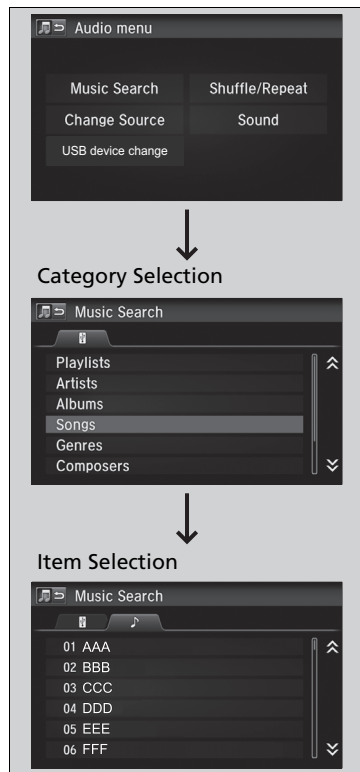 Audio menu
Music Search Shuffle/Repeat
Change Source Sound
USB device change
Category Selection
Music Search
Playlists
Artists
Albums
Songs
Genres
Composers
Item Selection
Music Search
01 AAA
02 BBB
03 CCC
04 DDD
05 EEE
06 FFF